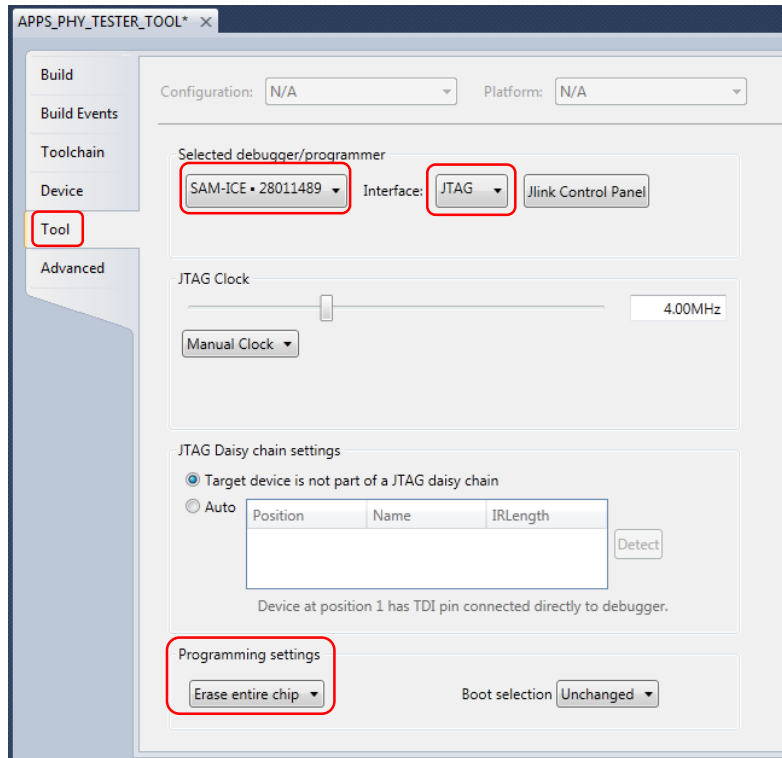 APPS_PHY_TESTER_TOOL* ×
Build
Build Events
Toolchain
Device
Tool
Advanced
Configuration: N/A Platform: N/A
Selected debugger/programmer
SAM-ICE • 28011489 Interface: JTAG Jlink Control Panel
JTAG Clock
4.00MHz
Manual Clock
JTAG Daisy chain settings
Target device is not part of a JTAG daisy chain
Auto
Position Name IRLength
Detect
Device at position 1 has TDI pin connected directly to debugger.
Programming settings
Erase entire chip Boot selection Unchanged